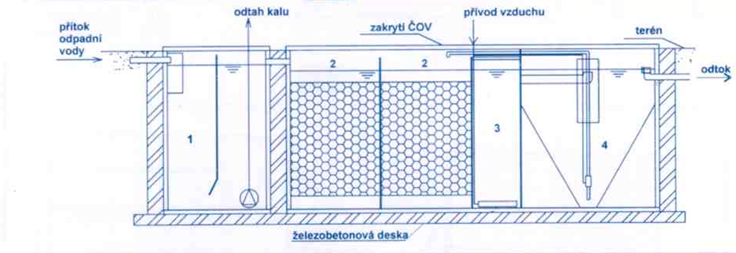 odtah kalu
přívod vzduchu
přítok
odpadní
vody
zakrytí ČOV
terén
odtok
2
2
1
3
4
železobetonová deska